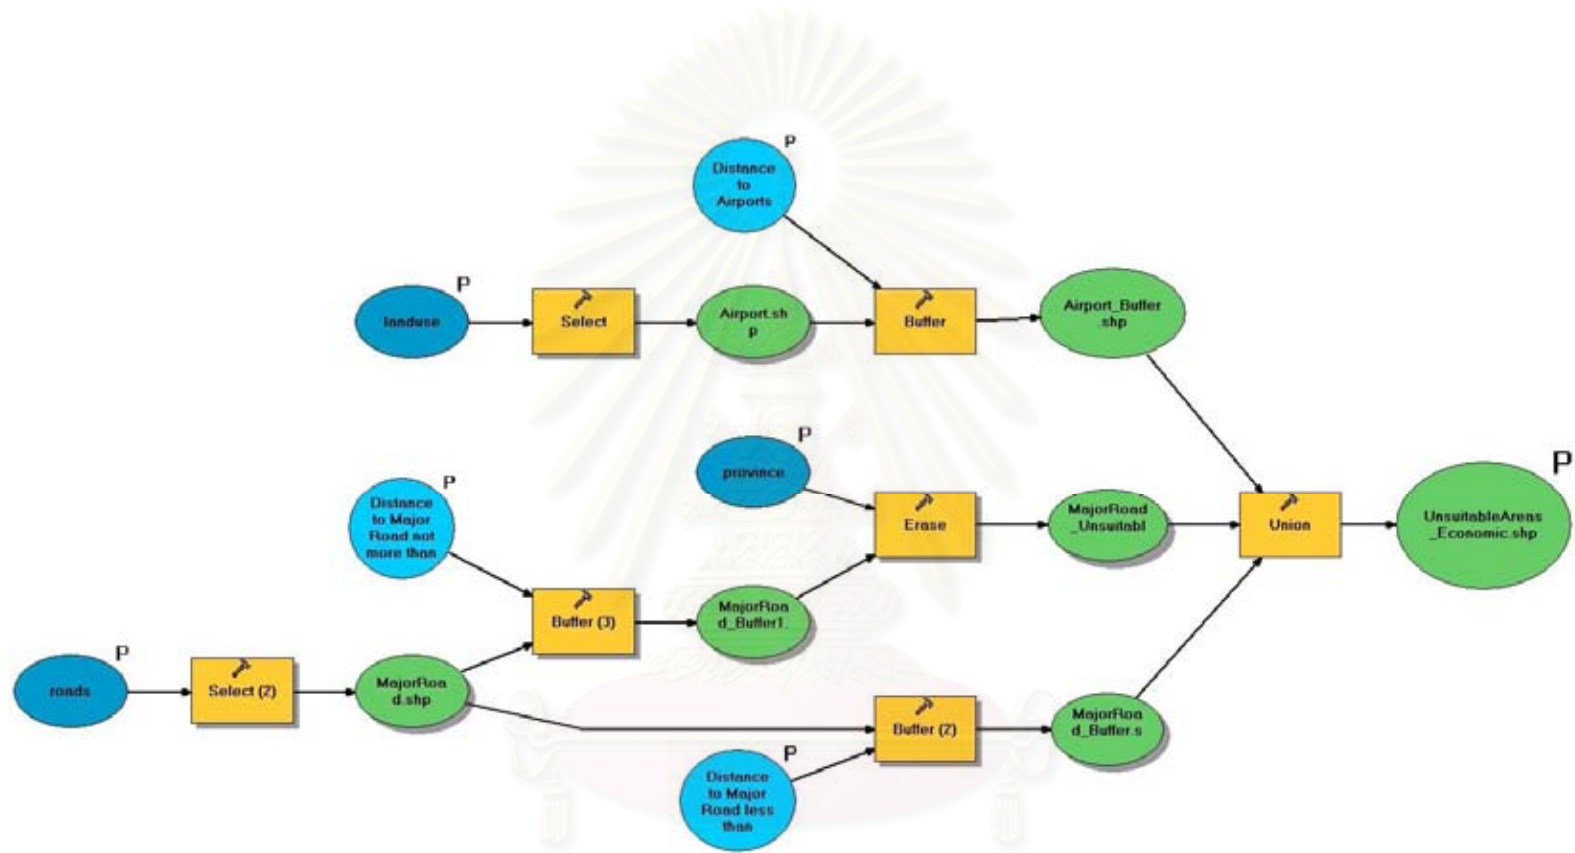 P
Distance
to
Airports
P
landuse
Select
Airport.sh
p
Buffer
Airport_Buffer
.shp
P
province
P
Distance
to Major
Road not
more than
Erase
MajorRoad
_Unsuitabl
Union
P
UnsuitableAreas
_Economic.shp
Buffer (3)
MajorRoa
d_Buffer1.
P
roads
Select (2)
MajorRoa
d.shp
Buffer (2)
MajorRoa
d_Buffer.s
P
Distance
to Major
Road less
than